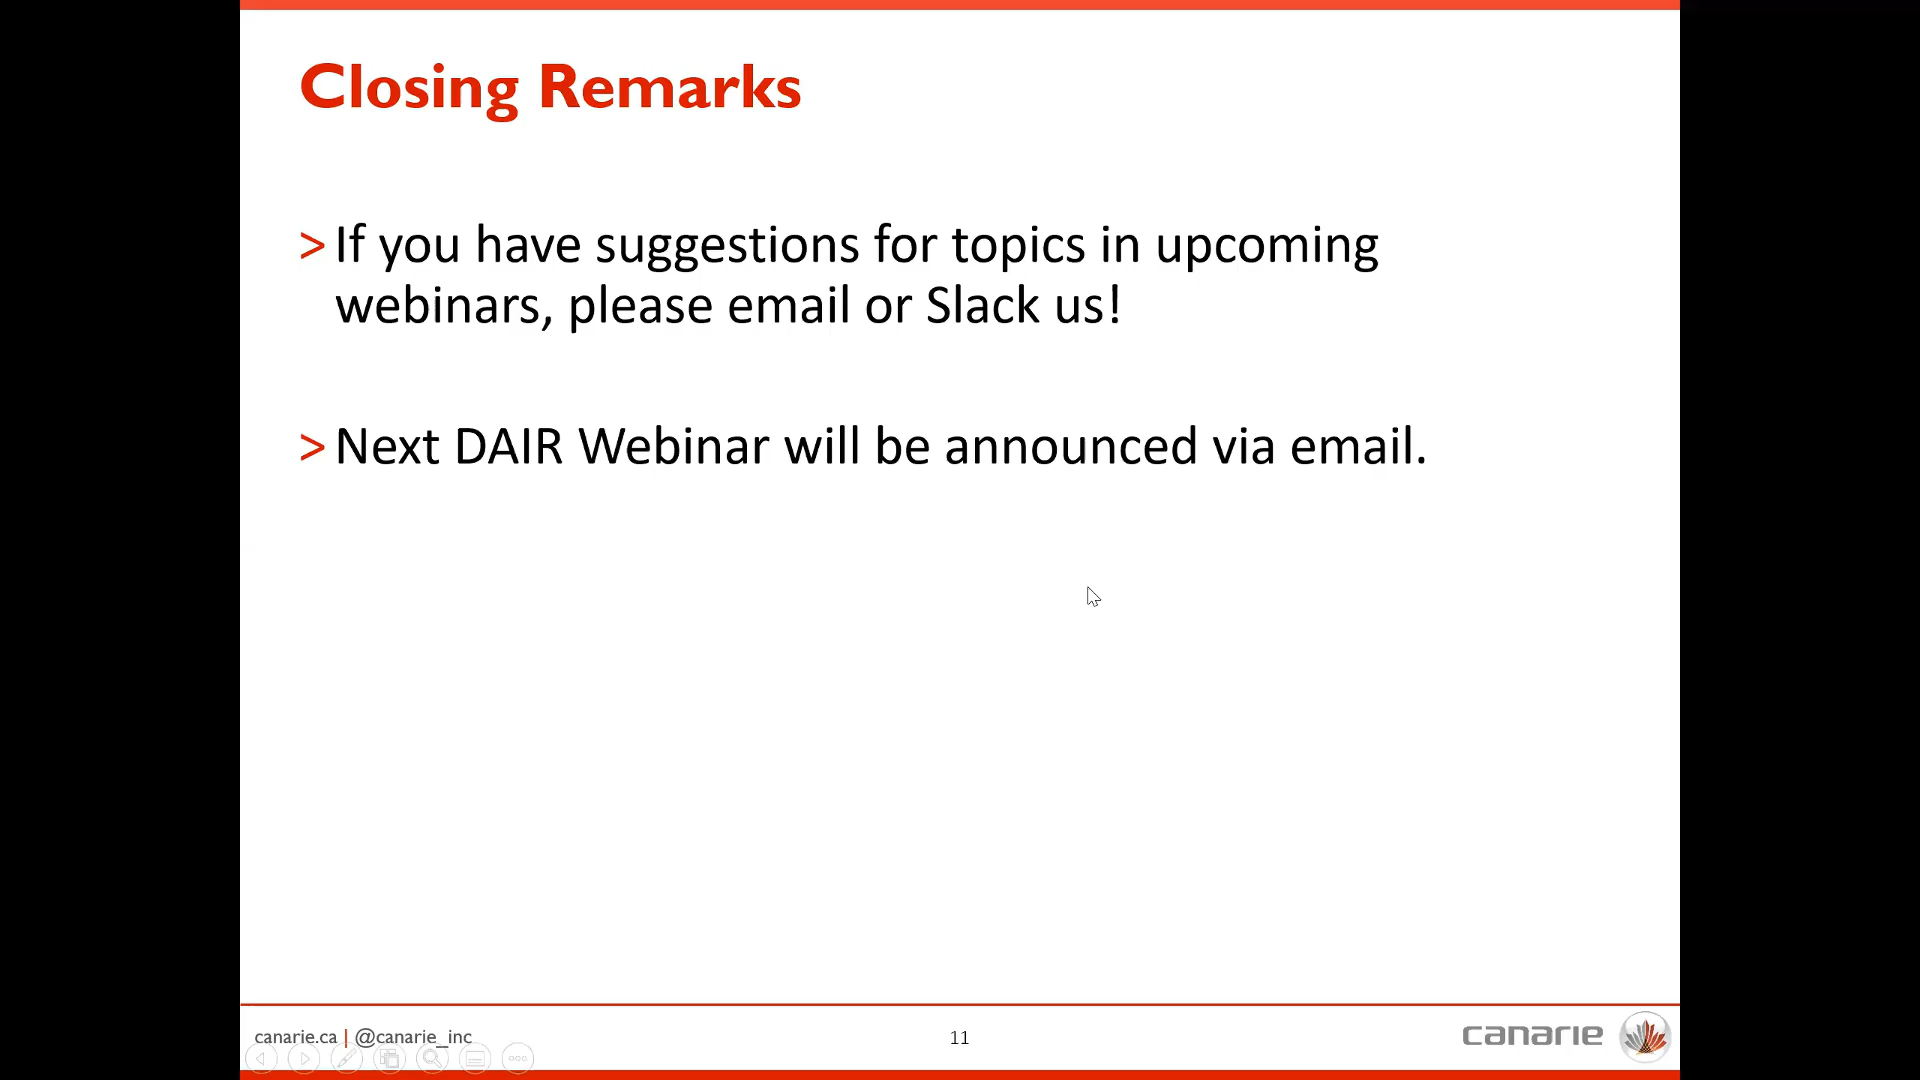 Closing Remarks
> If you have suggestions for topics in upcoming
webinars, please email or Slack us!
> Next DAIR Webinar will be announced via email.
canarie.ca | @canarie_inc
11
canarie